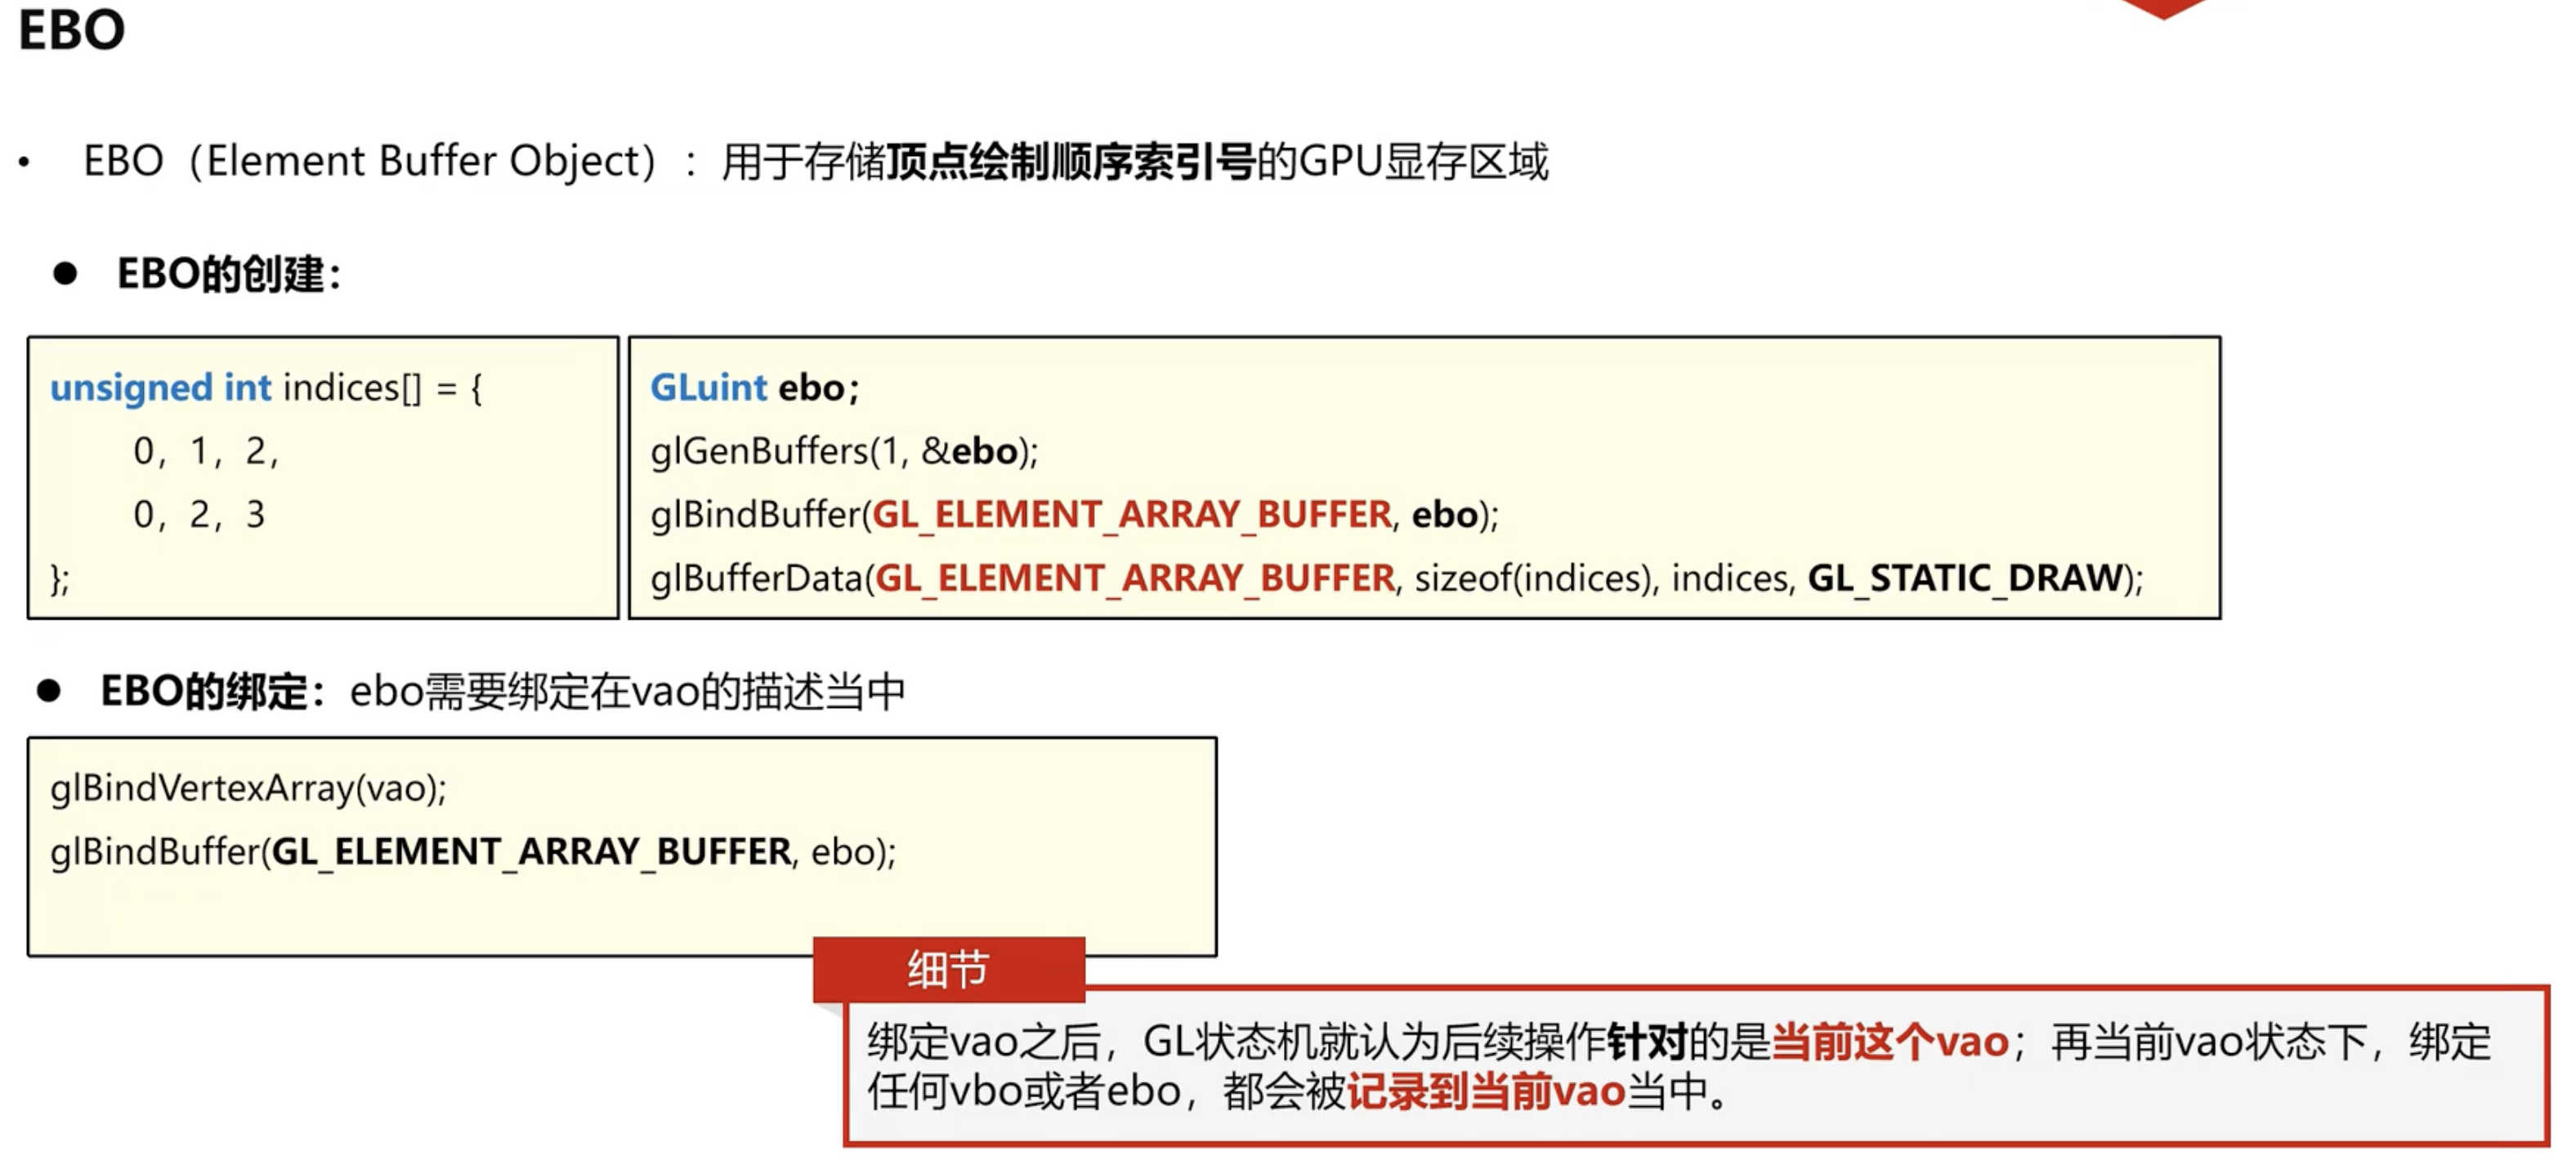 EBO
• EBO（Element Buffer Object）：用于存储顶点绘制顺序索引号的GPU显存区域
● EBO的创建：
unsigned int indices[] = {
0, 1, 2,
0, 2, 3
};
GLuint ebo;
glGenBuffers(1, &ebo);
glBindBuffer(GL_ELEMENT_ARRAY_BUFFER, ebo);
glBufferData(GL_ELEMENT_ARRAY_BUFFER, sizeof(indices), indices, GL_STATIC_DRAW);
● EBO的绑定：ebo需要绑定在vao的描述当中
glBindVertexArray(vao);
glBindBuffer(GL_ELEMENT_ARRAY_BUFFER, ebo);
细节
绑定vao之后，GL状态机就认为后续操作针对的是当前这个vao；再当前vao状态下，绑定
任何vbo或者ebo，都会被记录到当前vao当中。